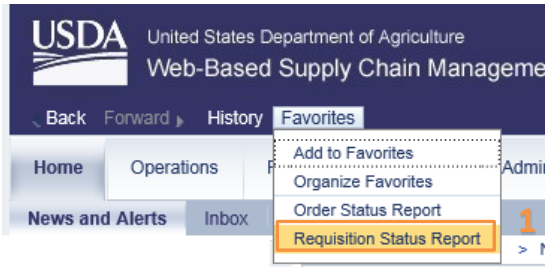 USDA United States Department of Agriculture
Web-Based Supply Chain Manageme
Back Forward History Favorites
Add to Favorites
Home Operations Admi
Organize Favorites
Order Status Report
News and Alerts Inbox 1
Requisition Status Report
>